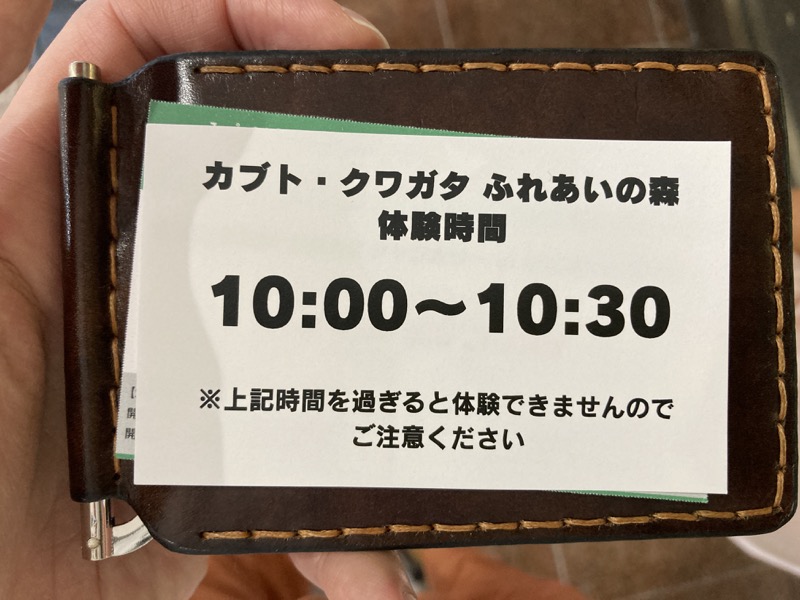 カブト・クワガタ ふれあいの森
体験時間
10:00～10:30
※上記時間を過ぎると体験できませんので
ご注意ください